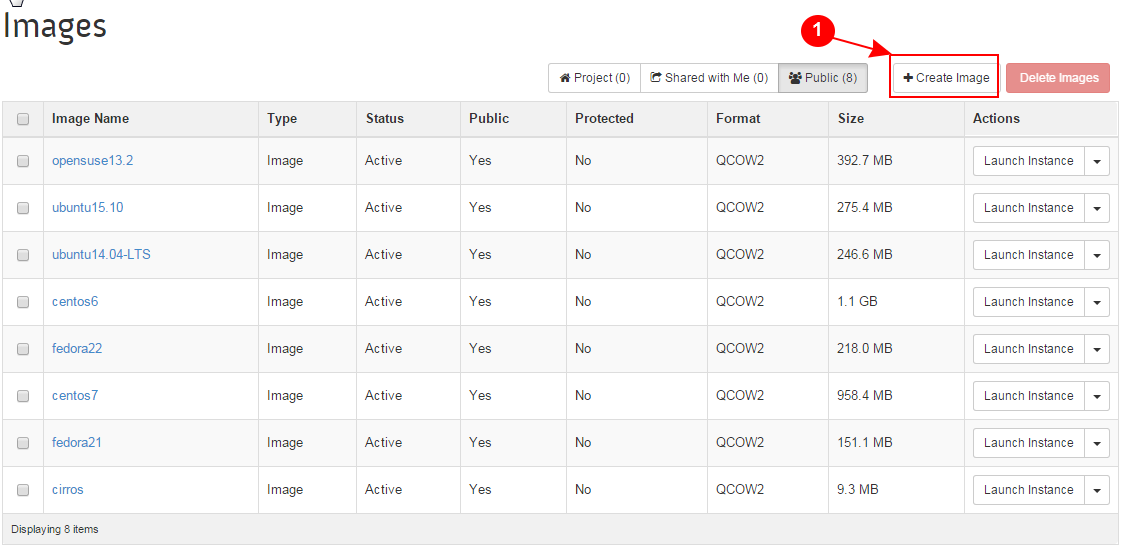 Images
1
Project (0) Shared with Me (0) Public (8) Create Image Delete Images
Image Name Type Status Public Protected Format Size Actions
opensuse13.2 Image Active Yes No QCOW2 392.7 MB Launch Instance
ubuntu15.10 Image Active Yes No QCOW2 275.4 MB Launch Instance
ubuntu14.04-LTS Image Active Yes No QCOW2 246.6 MB Launch Instance
centos6 Image Active Yes No QCOW2 1.1 GB Launch Instance
fedora22 Image Active Yes No QCOW2 218.0 MB Launch Instance
centos7 Image Active Yes No QCOW2 958.4 MB Launch Instance
fedora21 Image Active Yes No QCOW2 151.1 MB Launch Instance
cirros Image Active Yes No QCOW2 9.3 MB Launch Instance
Displaying 8 items